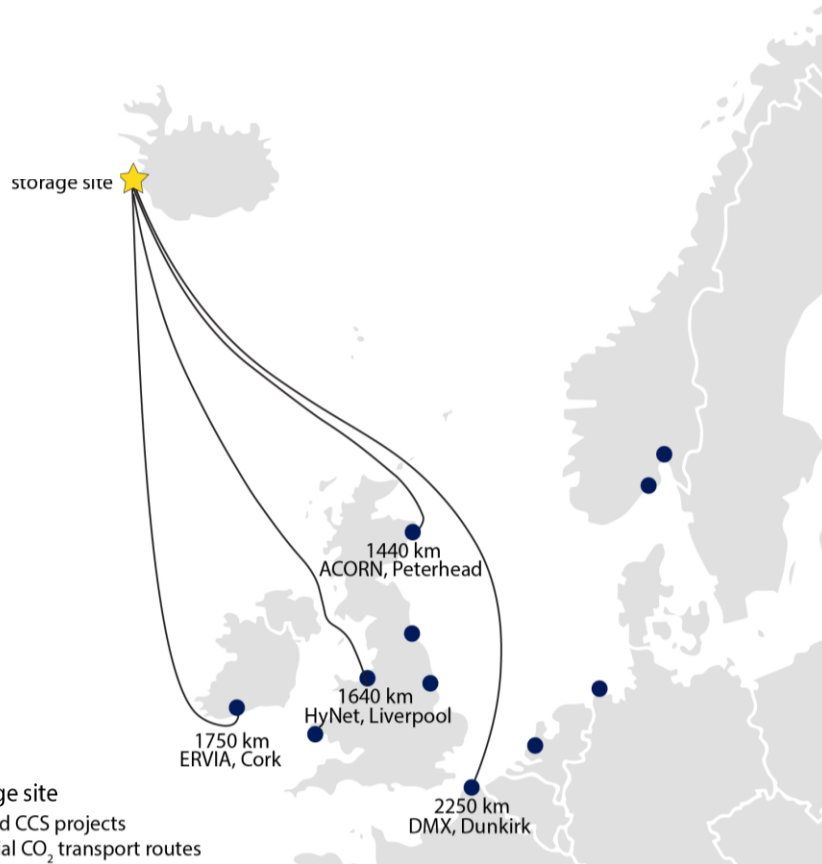 storage site
1440 km
ACORN, Peterhead
1640 km
HyNet, Liverpool
1750 km
ERVIA, Cork
2250 km
DMX, Dunkirk
ge site
d CCS projects
ial CO₂ transport routes